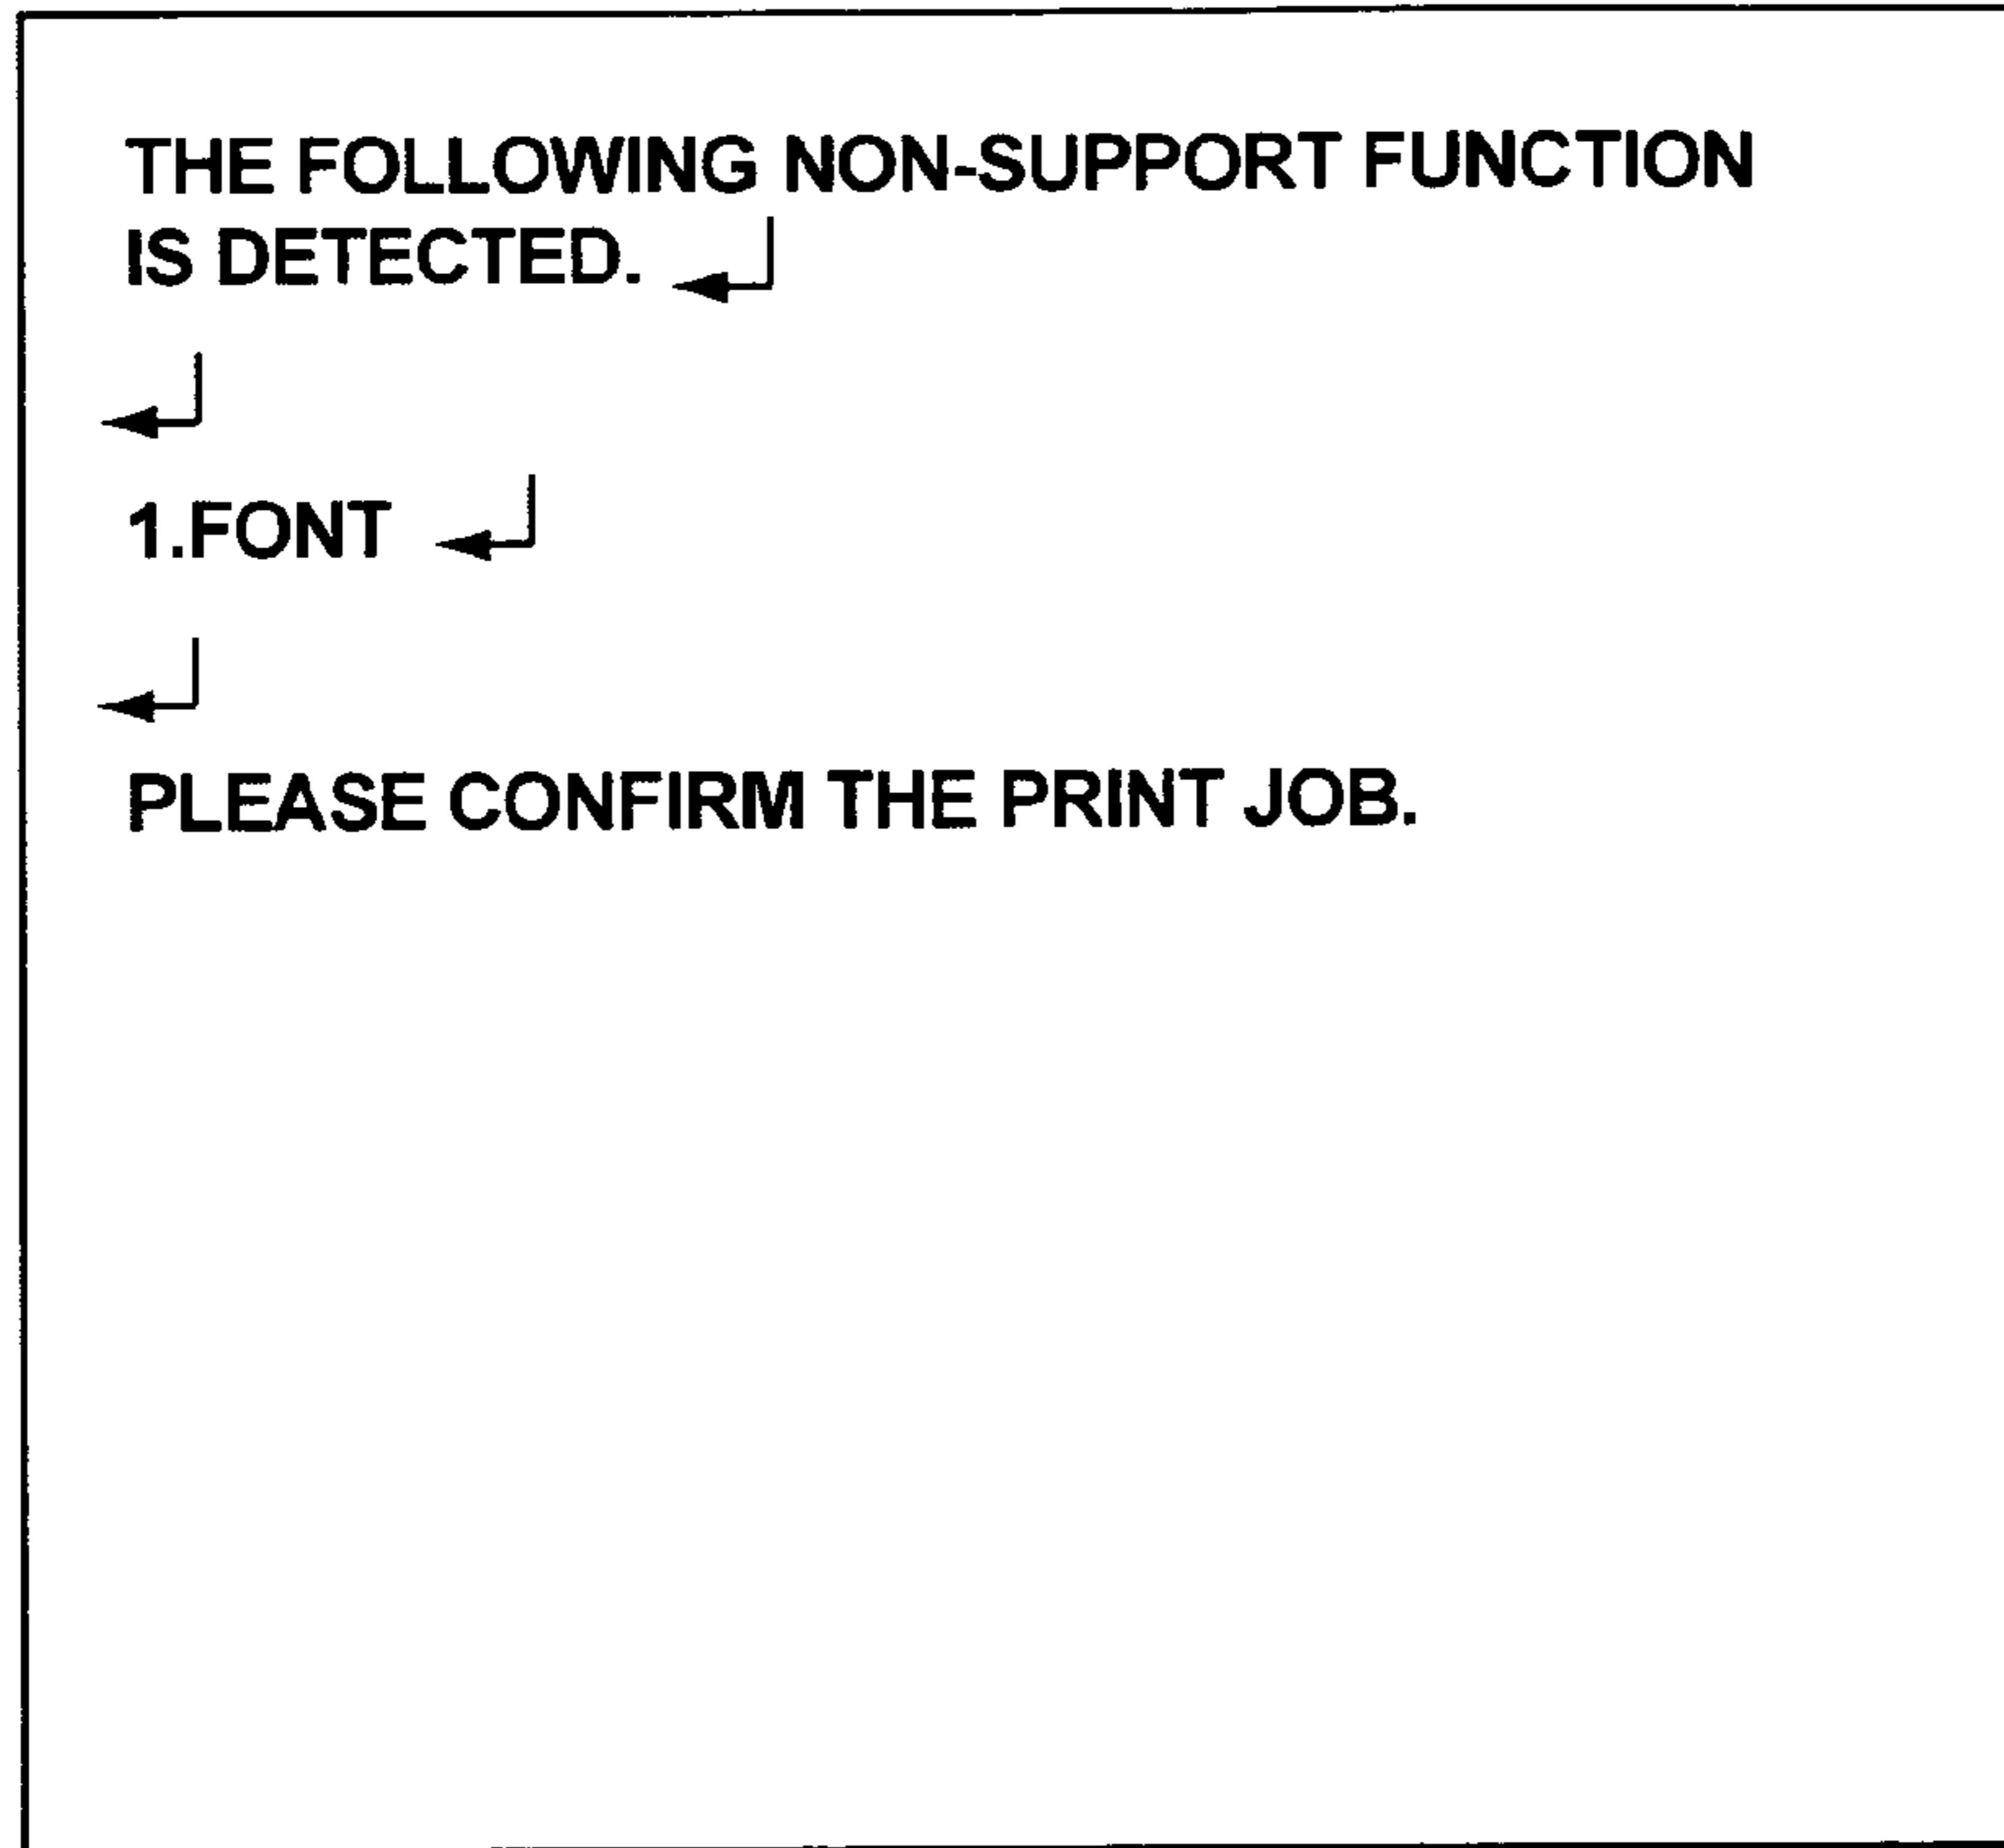 THE FOLLOWING NON-SUPPORT FUNCTION
IS DETECTED.
1.FONT
PLEASE CONFIRM THE PRINT JOB.